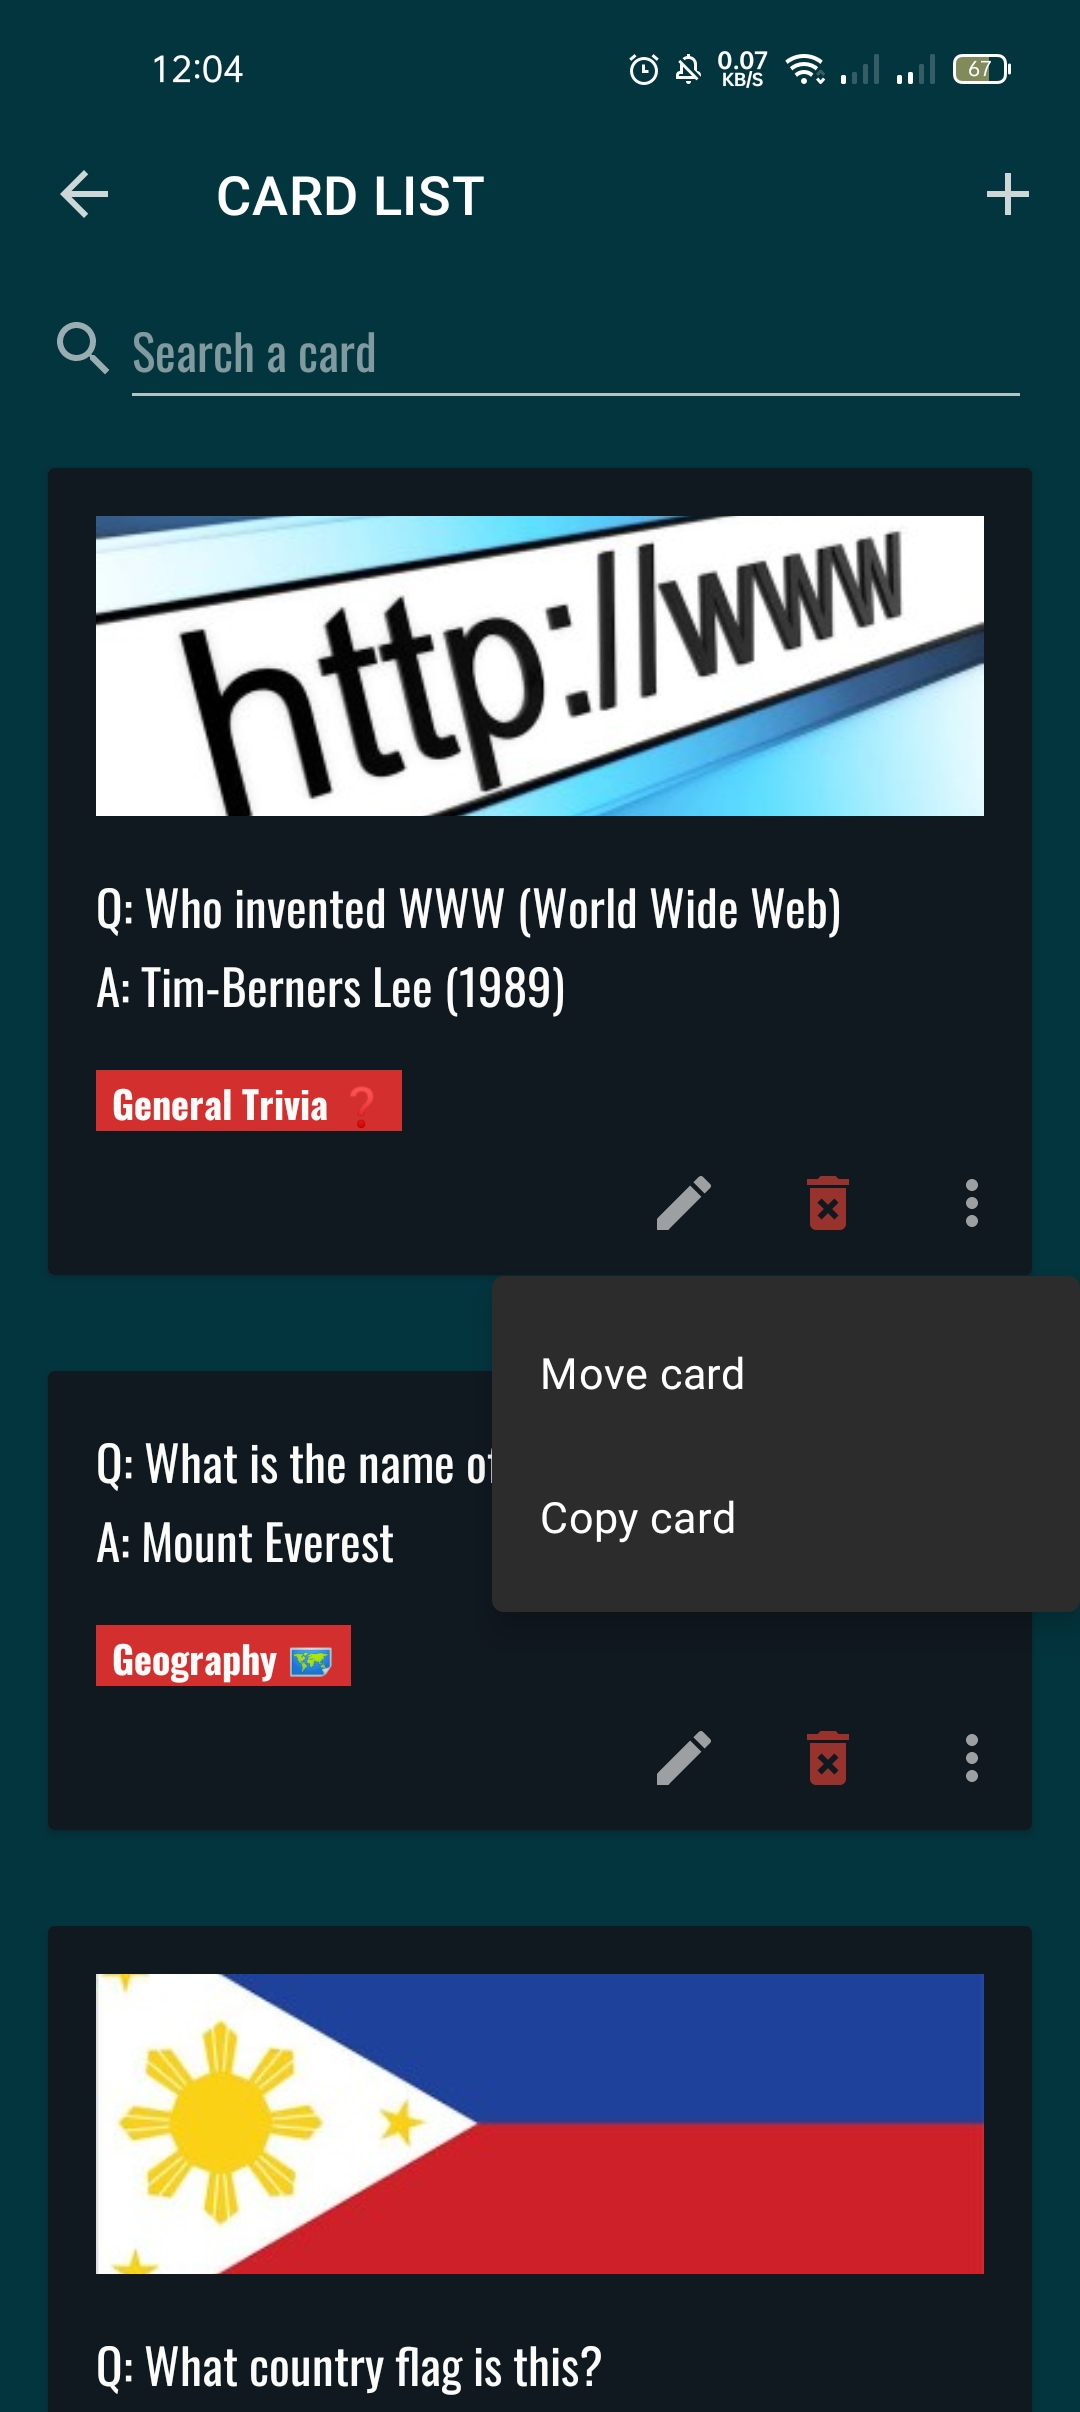 12:04
0.07
KB/S
67
CARD LIST
Search a card
http://www
Q: Who invented WWW (World Wide Web)
A: Tim-Berners Lee (1989)
General Trivia ❓
Move card
Q: What is the name of
Copy card
A: Mount Everest
Geography 🗺️
Q: What country flag is this?